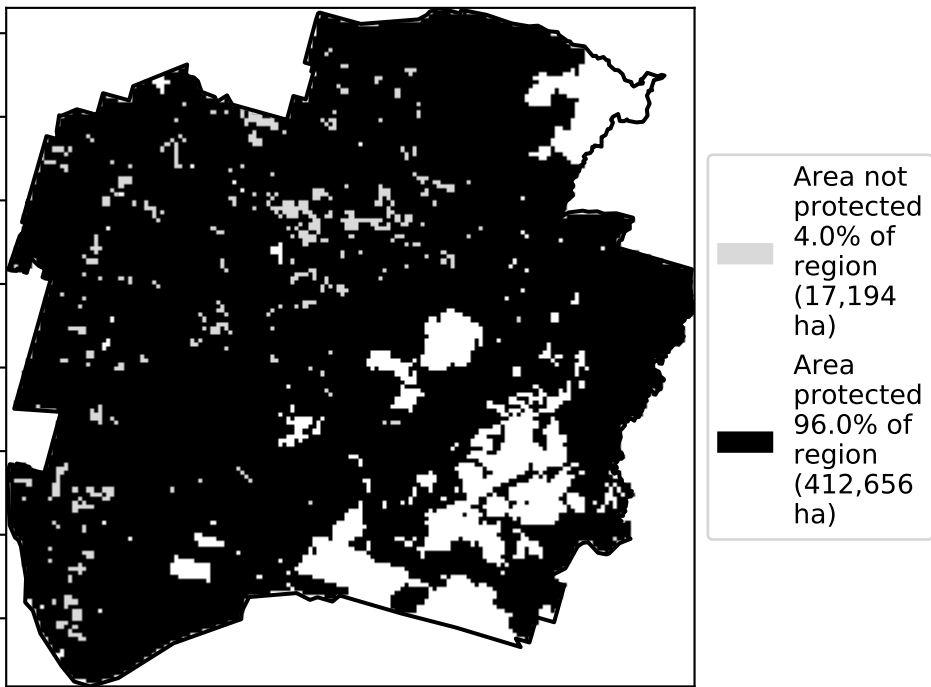 Area not
protected
4.0% of
region
(17,194
ha)
Area
protected
96.0% of
region
(412,656
ha)